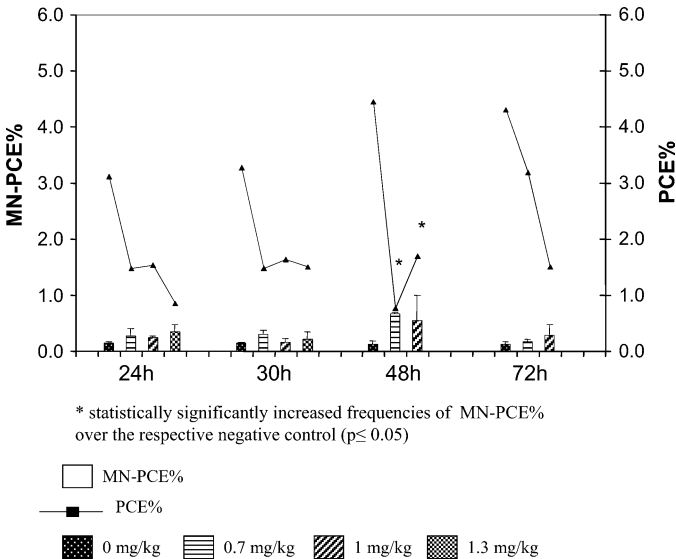 6.0 6.0
5.0 5.0
4.0 4.0
3.0 3.0
2.0 2.0
1.0 1.0
0.0 0.0
MN-PCE%
PCE%
* *
24h 30h 48h 72h
* statistically significantly increased frequencies of MN-PCE%
over the respective negative control (p≤ 0.05)
MN-PCE%
PCE%
0 mg/kg 0.7 mg/kg 1 mg/kg 1.3 mg/kg